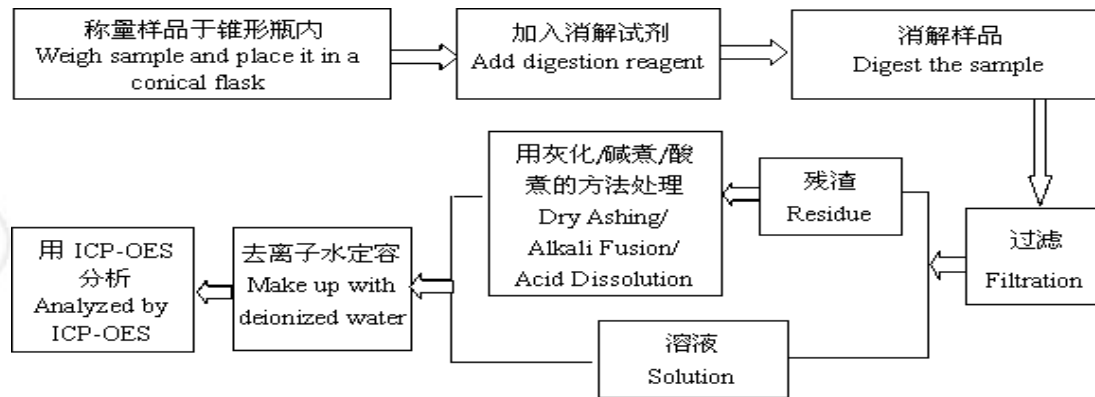 称量样品于锥形瓶内
Weigh sample and place it in a
conical flask
加入消解试剂
Add digestion reagent
消解样品
Digest the sample
过滤
Filtration
残渣
Residue
用灰化/碱煮/酸
煮的方法处理
Dry Ashing/
Alkali Fusion/
Acid Dissolution
溶液
Solution
去离子水定容
Make up with
deionized water
用 ICP-OES
分析
Analyzed by
ICP-OES